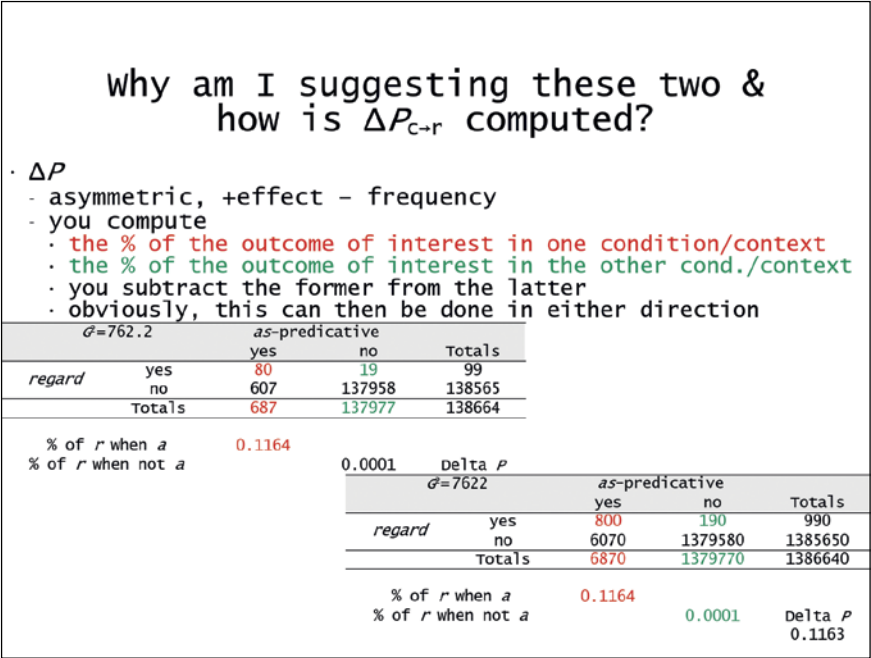 Why am I suggesting these two &
how is ΔPc→r computed?
· ΔP
- asymmetric, +effect – frequency
- you compute
· the % of the outcome of interest in one condition/context
· the % of the outcome of interest in the other cond./context
· you subtract the former from the latter
· obviously, this can then be done in either direction
G²=762.2 as-predicative
yes no Totals
regard yes 80 19 99
no 607 137958 138565
Totals 687 137977 138664
% of r when a 0.1164
% of r when not a 0.0001 Delta P
G²=7622 as-predicative
yes no Totals
regard yes 800 190 990
no 6070 1379580 1385650
Totals 6870 1379770 1386640
% of r when a 0.1164
% of r when not a 0.0001 Delta P
0.1163